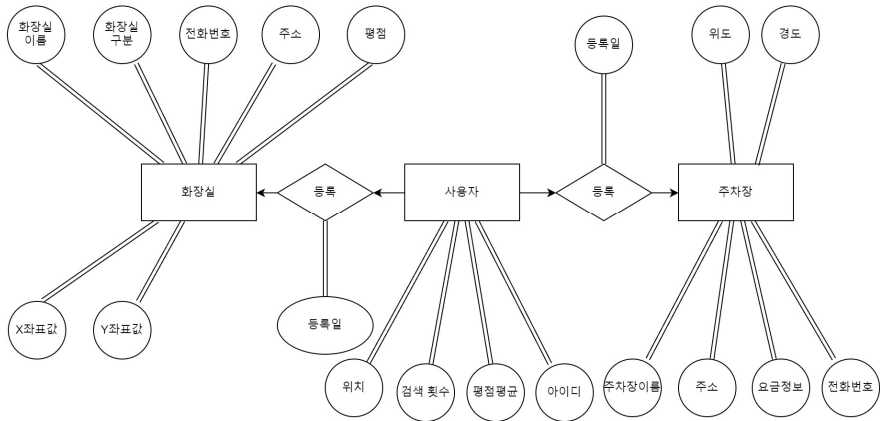 화장실
이름
화장실
구분
전화번호
주소
평점
등록일
위도
경도
화장실
등록
사용자
등록
주차장
X좌표값
Y좌표값
등록일
위치
검색 횟수
평점평균
아이디
주차장이름
주소
요금정보
전화번호